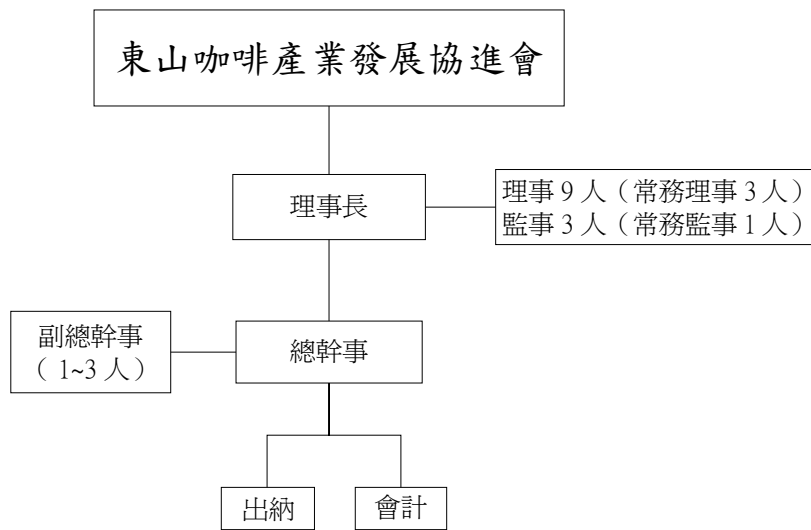 東山咖啡產業發展協進會
理事長
理事 9 人（常務理事 3 人）
監事 3 人（常務監事 1 人）
副總幹事
（ 1~3 人）
總幹事
出納
會計